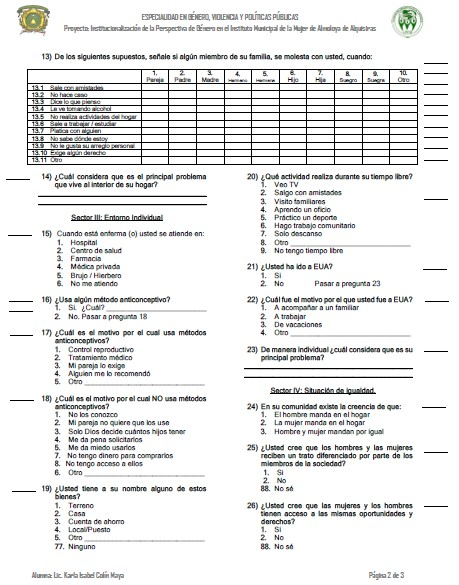 ESPECIALIDAD EN GÉNERO, VIOLENCIA Y POLÍTICAS PÚBLICAS
Proyecto: Institucionalización de la Perspectiva de Género en el Instituto Municipal de la Mujer de Almoloya de Alquisiras
13) De los siguientes supuestos, señale si algún miembro de su familia, se molesta con usted, cuando:
1. Pareja 2. Padre 3. Madre 4. Hermano 5. Hermana 6. Hijo 7. Hija 8. Suegro 9. Suegra 10. Otro
13.1 Sale con amistades
13.2 No hace caso
13.3 Dice lo que pienso
13.4 Le ve tomando alcohol
13.5 No realiza actividades del hogar
13.6 Sale a trabajar / estudiar
13.7 Platica con alguien
13.8 No sabe dónde estoy
13.9 No le gusta su arreglo personal
13.10 Exige algún derecho
13.11 Otro
14) ¿Cuál considera que es el principal problema
que vive al interior de su hogar?
Sector III: Entorno Individual
15) Cuando está enferma (o) usted se atiende en:
1. Hospital
2. Centro de salud
3. Farmacia
4. Médica privada
5. Brujo / Hierbero
6. No me atiendo
16) ¿Usa algún método anticonceptivo?
1. Si. ¿Cuál?
2. No. Pasar a pregunta 18
17) ¿Cuál es el motivo por el cual usa métodos
anticonceptivos?
1. Control reproductivo
2. Tratamiento médico
3. Mi pareja lo exige
4. Alguien me lo recomendó
5. Otro
18) ¿Cuál es el motivo por el cual NO usa métodos
anticonceptivos?
1. No los conozco
2. Mi pareja no quiere que los use
3. Solo Dios decide cuántos hijos tener
4. Me da pena solicitarlos
5. Me da miedo usarlos
7. No tengo dinero para comprarlos
8. No tengo acceso a ellos
6. Otro
19) ¿Usted tiene a su nombre alguno de estos
bienes?
1. Terreno
2. Casa
3. Cuenta de ahorro
4. Local/Puesto
5. Otro
77. Ninguno
20) ¿Qué actividad realiza durante su tiempo libre?
1. Veo TV
2. Salgo con amistades
3. Visito familiares
4. Aprendo un oficio
5. Práctico un deporte
6. Hago trabajo comunitario
7. Solo descanso
8. Otro
9. No tengo tiempo libre
21) ¿Usted ha ido a EUA?
1. Si
2. No Pasar a pregunta 23
22) ¿Cuál fue el motivo por el que usted fue a EUA?
1. A acompañar a un familiar
2. A trabajar
3. De vacaciones
4. Otro
23) De manera individual ¿cuál considera que es su
principal problema?
Sector IV: Situación de igualdad.
24) En su comunidad existe la creencia de que:
1. El hombre manda en el hogar
2. La mujer manda en el hogar
3. Hombre y mujer mandan por igual
25) ¿Usted cree que los hombres y las mujeres
reciben un trato diferenciado por parte de los
miembros de la sociedad?
1. Si
2. No
88. No sé
26) ¿Usted cree que las mujeres y los hombres
tienen acceso a las mismas oportunidades y
derechos?
1. Si
2. No
88. No sé
Alumna: Lic. Karla Isabel Colín Maya
Página 2 de 3